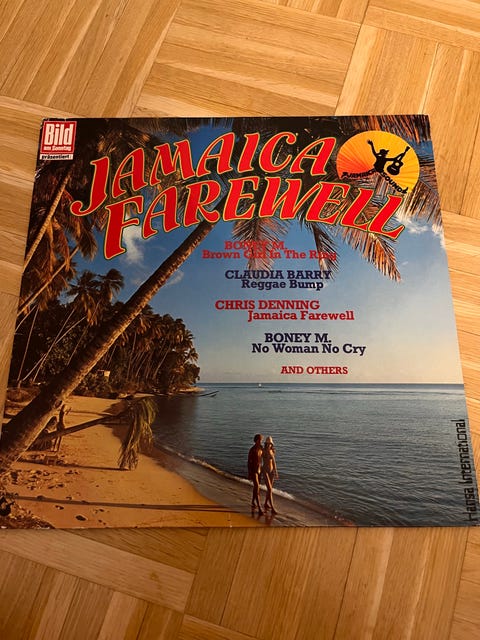 Bild
am Sonntag
präsentiert
JAMAICA
FAREWELL
BONEY M.
Brown Girl In The Ring
CLAUDIA BARRY
Reggae Bump
CHRIS DENNING
Jamaica Farewell
BONEY M.
No Woman No Cry
AND OTHERS
Hansa International